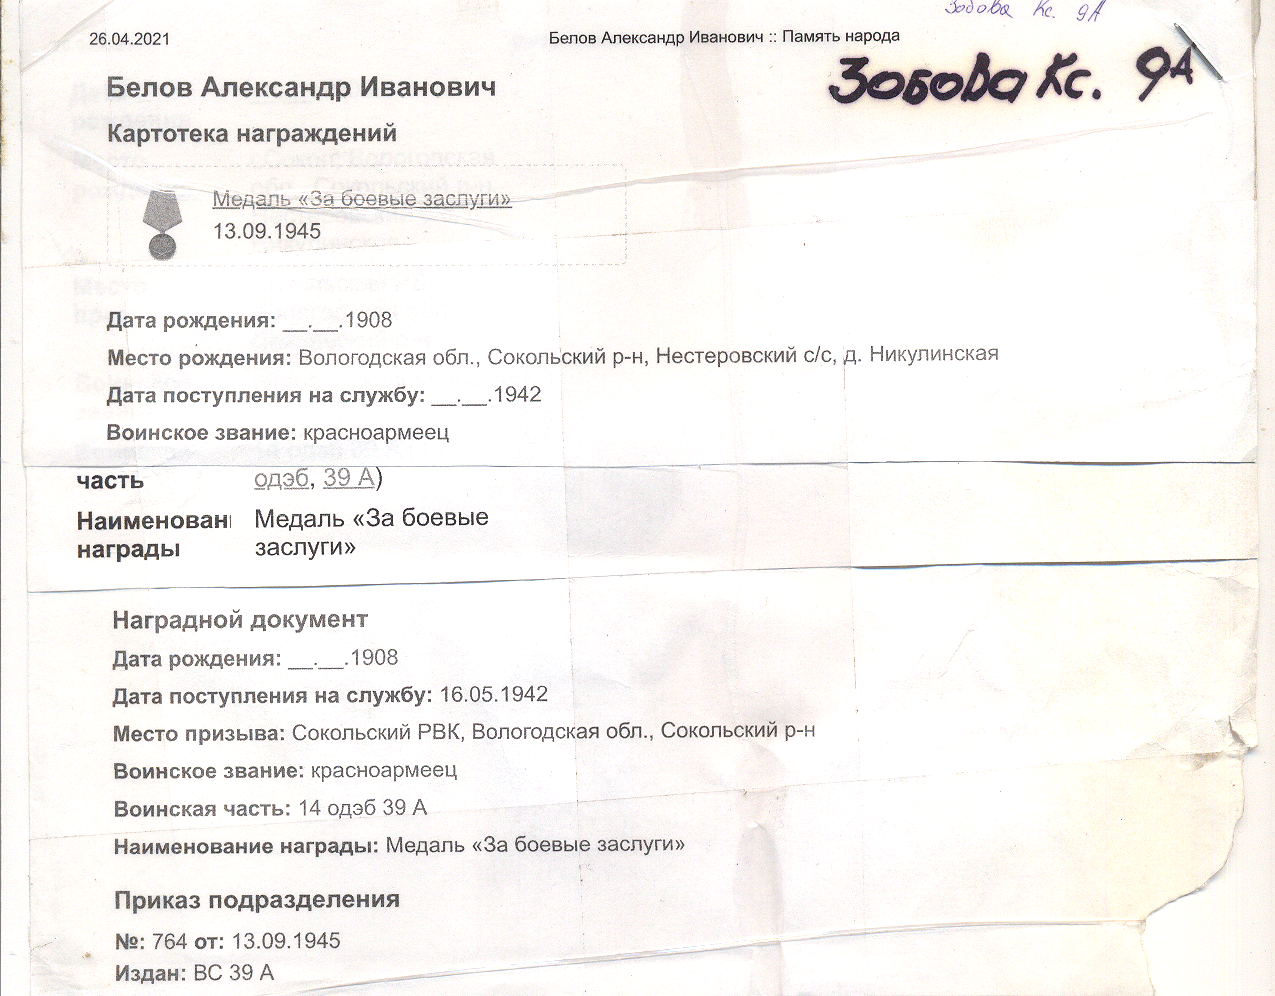 Зобова Кс. 9А
26.04.2021
Белов Александр Иванович :: Память народа
Зобова Кс. 9А
Белов Александр Иванович
Картотека награждений
Медаль «За боевые заслуги»
13.09.1945
Дата рождения: __.__.1908
Место рождения: Вологодская обл., Сокольский р-н, Нестеровский с/с, д. Никулинская
Дата поступления на службу: __.__.1942
Воинское звание: красноармеец
часть одэб, 39 А)
Наименован Медаль «За боевые
награды заслуги»
Наградной документ
Дата рождения: __.__.1908
Дата поступления на службу: 16.05.1942
Место призыва: Сокольский РВК, Вологодская обл., Сокольский р-н
Воинское звание: красноармеец
Воинская часть: 14 одэб 39 А
Наименование награды: Медаль «За боевые заслуги»
Приказ подразделения
№: 764 от: 13.09.1945
Издан: ВС 39 А